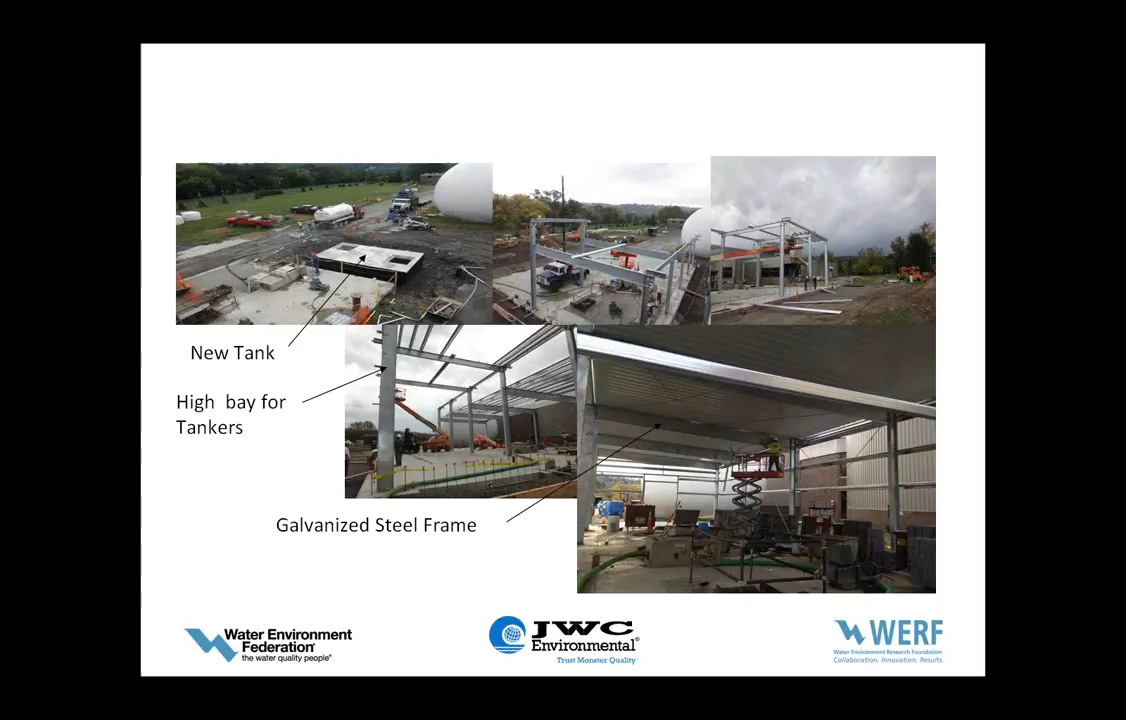 New Tank
High bay for
Tankers
Galvanized Steel Frame
Water Environment
Federation®
the water quality people®
JWC
Environmental®
Trust Monster Quality™
WERF
Water Environment Research Foundation
Collaboration. Innovation. Results.